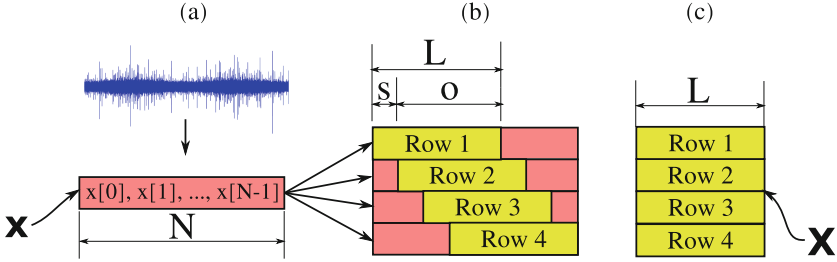 (a)
(b)
(c)
L
s
o
L
Row 1
Row 2
Row 3
Row 4
x[0], x[1], ..., x[N-1]
N
x
Row 1
Row 2
Row 3
Row 4
X